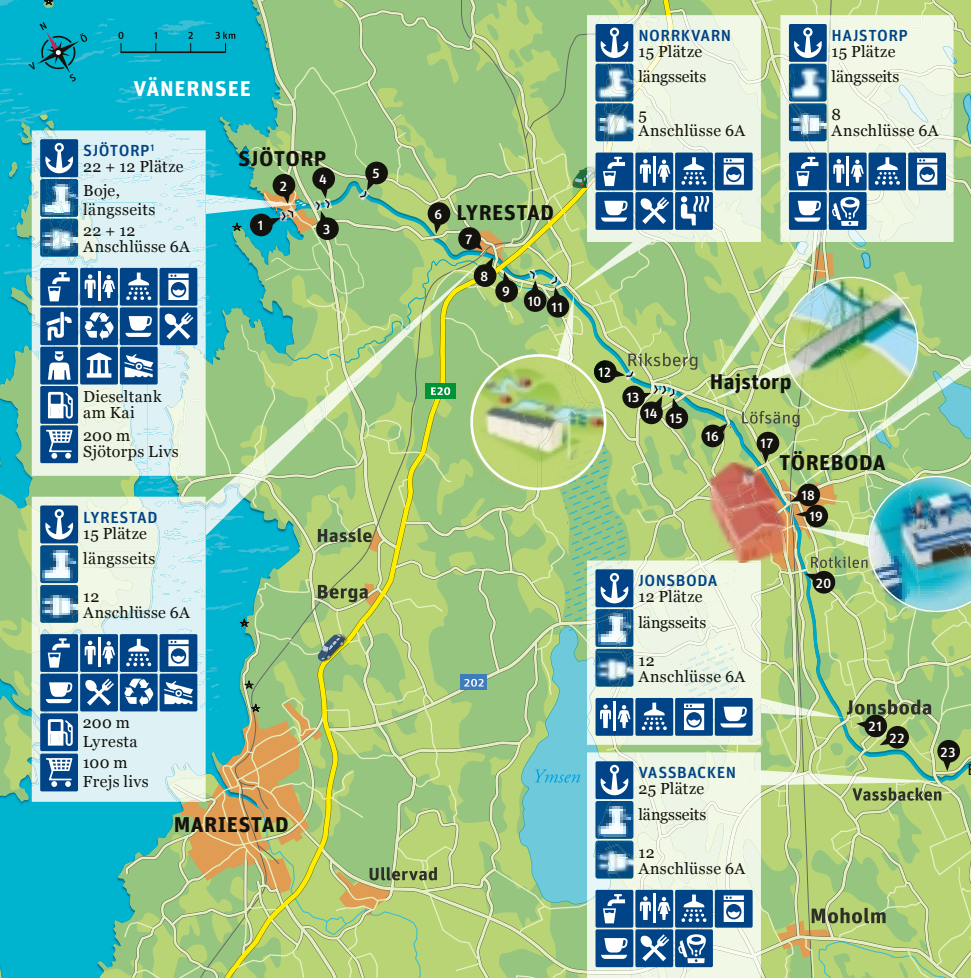 N
Ö
V
S
0 1 2 3 km
VÄNERNSEE
SJÖTORP¹
22 + 12 Plätze
Boje,
längsseits
22 + 12
Anschlüsse 6A
Dieseltank
am Kai
200 m
Sjötorps Livs
LYRESTAD
15 Plätze
längsseits
12
Anschlüsse 6A
200 m
Lyresta
100 m
Frejs livs
NORRKVARN
15 Plätze
längsseits
5
Anschlüsse 6A
HAJSTORP
15 Plätze
längsseits
8
Anschlüsse 6A
JONSBODA
12 Plätze
längsseits
12
Anschlüsse 6A
VASSBACKEN
25 Plätze
längsseits
12
Anschlüsse 6A
SJÖTORP
1
2
3
4
5
6
LYRESTAD
7
8
9
10
11
E20
12
Riksberg
13
14
15
Hajstorp
16
Löfsäng
17
TÖREBODA
18
19
Rotkilen
20
Hassle
Berga
202
Jonsboda
21
22
23
Vassbacken
Ymsen
MARIESTAD
Ullervad
Moholm